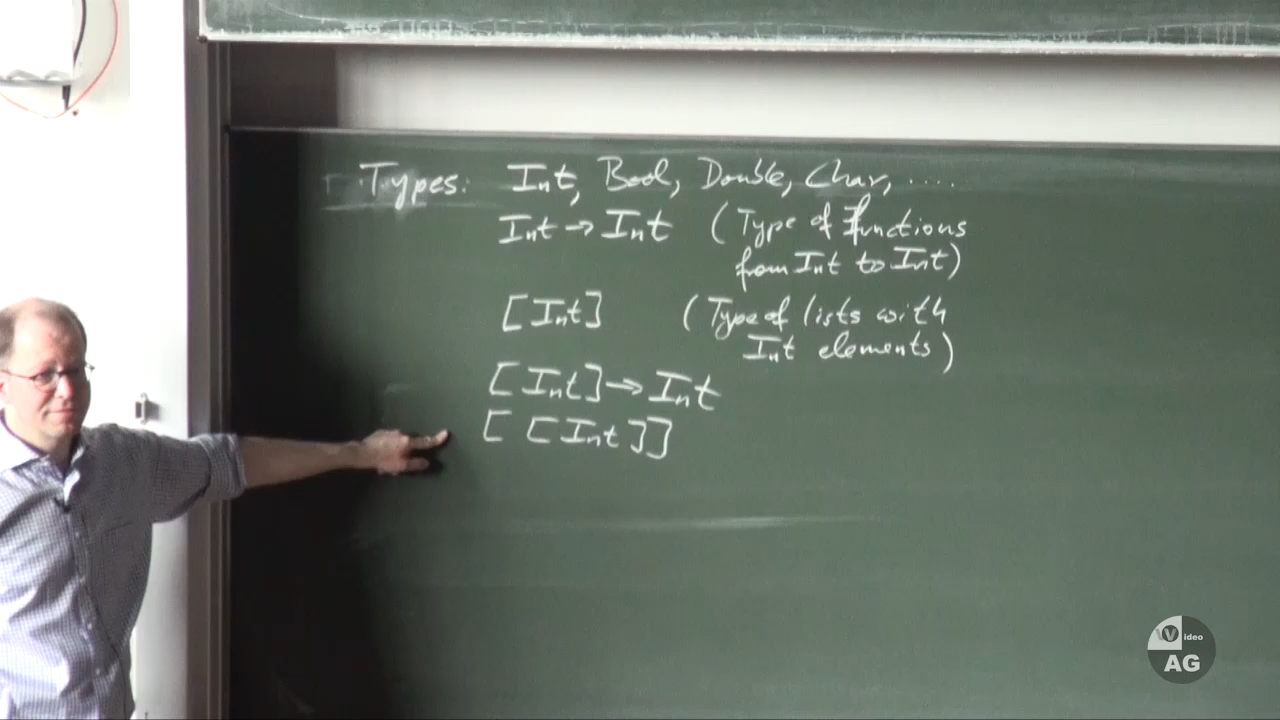 Types: Int, Bool, Double, Char, ....
Int → Int (Type of functions
from Int to Int)
[Int] (Type of lists with
Int elements)
[Int] → Int
[[Int]]
Video
AG